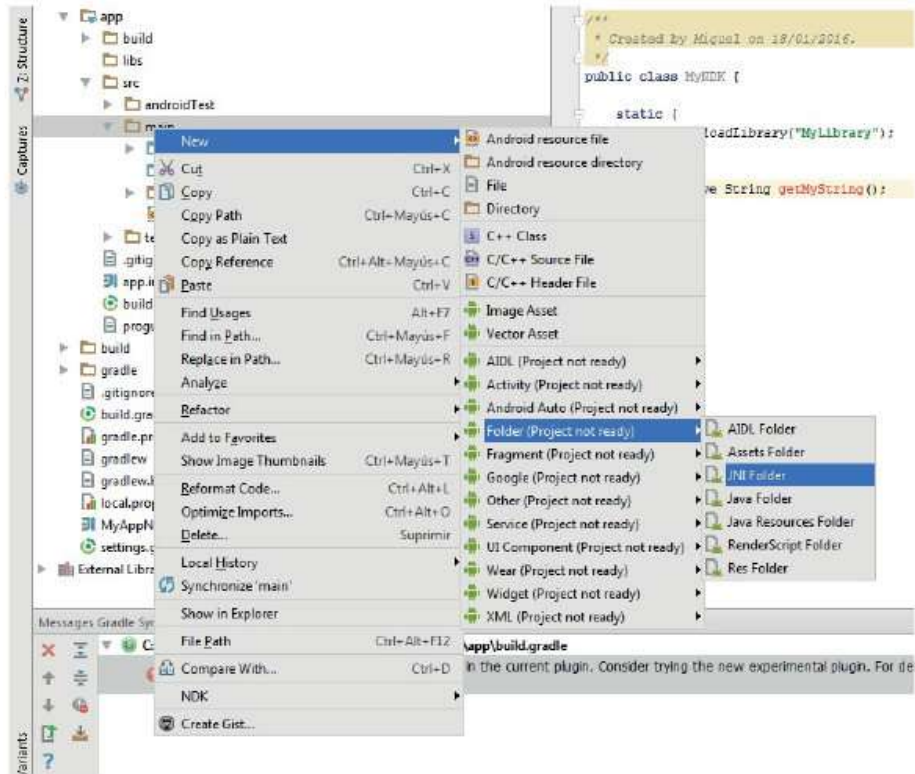 Z: Structure
Captures
Variants
app
build
libs
src
androidTest
main
.gitignore
build
gradle
.gitignore
gradlew
External Libr
/**
* Created by Miguel on 18/01/2016.
*/
public class MyNDK {
static {
loadLibrary("MyLibrary");
ve String getMyString();
New
Cut Ctrl+X
Copy Ctrl+C
Copy Path Ctrl+Mayús+C
Copy as Plain Text
Copy Reference Ctrl+Alt+Mayús+C
Paste Ctrl+V
Find Usages Alt+F7
Find in Path... Ctrl+Mayús+F
Replace in Path... Ctrl+Mayús+R
Analyze
Refactor
Add to Favorites
Show Image Thumbnails Ctrl+Mayús+T
Reformat Code... Ctrl+Alt+L
Optimize Imports... Ctrl+Alt+O
Delete... Suprimir
Local History
Synchronize 'main'
Show in Explorer
File Path Ctrl+Alt+F12
Compare With... Ctrl+D
NDK
Create Gist...
Android resource file
Android resource directory
File
Directory
C++ Class
C/C++ Source File
C/C++ Header File
Image Asset
Vector Asset
AIDL (Project not ready)
Activity (Project not ready)
Android Auto (Project not ready)
Folder (Project not ready)
Fragment (Project not ready)
Google (Project not ready)
Other (Project not ready)
Service (Project not ready)
UI Component (Project not ready)
Wear (Project not ready)
Widget (Project not ready)
XML (Project not ready)
AIDL Folder
Assets Folder
JNI Folder
Java Folder
Java Resources Folder
RenderScript Folder
Res Folder
Messages Gradle Sy
\app\build.gradle
in the current plugin. Consider trying the new experimental plugin. For de